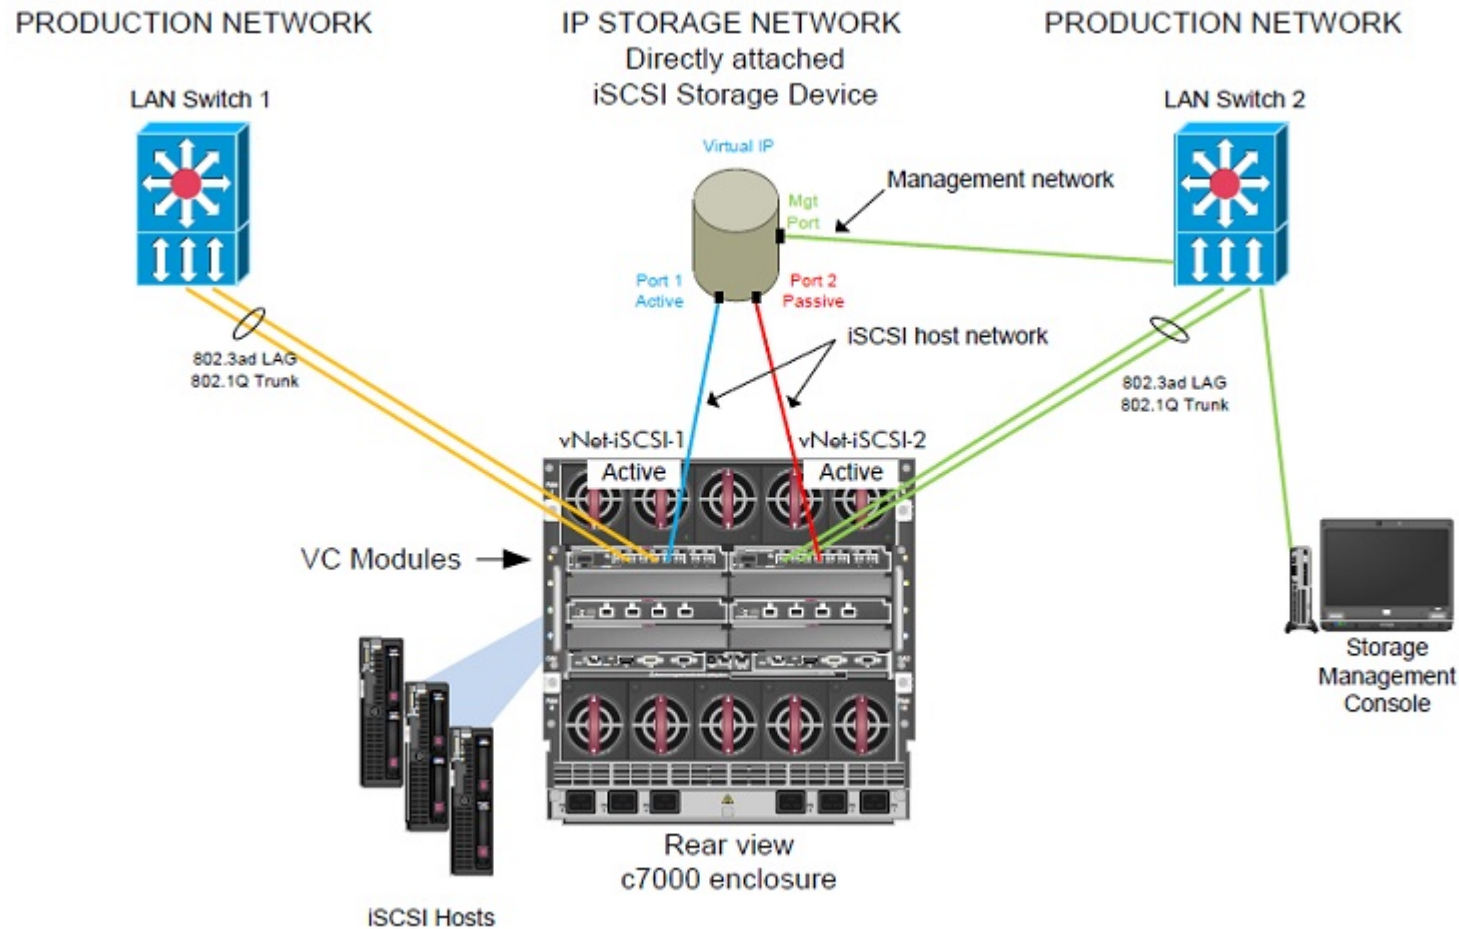 PRODUCTION NETWORK
IP STORAGE NETWORK
Directly attached
iSCSI Storage Device
PRODUCTION NETWORK
LAN Switch 1
LAN Switch 2
Virtual IP
Management network
Mgt
Port
Port 1
Active
Port 2
Passive
iSCSI host network
802.3ad LAG
802.1Q Trunk
802.3ad LAG
802.1Q Trunk
vNet-iSCSI-1
Active
vNet-iSCSI-2
Active
VC Modules
Storage
Management
Console
Rear view
c7000 enclosure
iSCSI Hosts